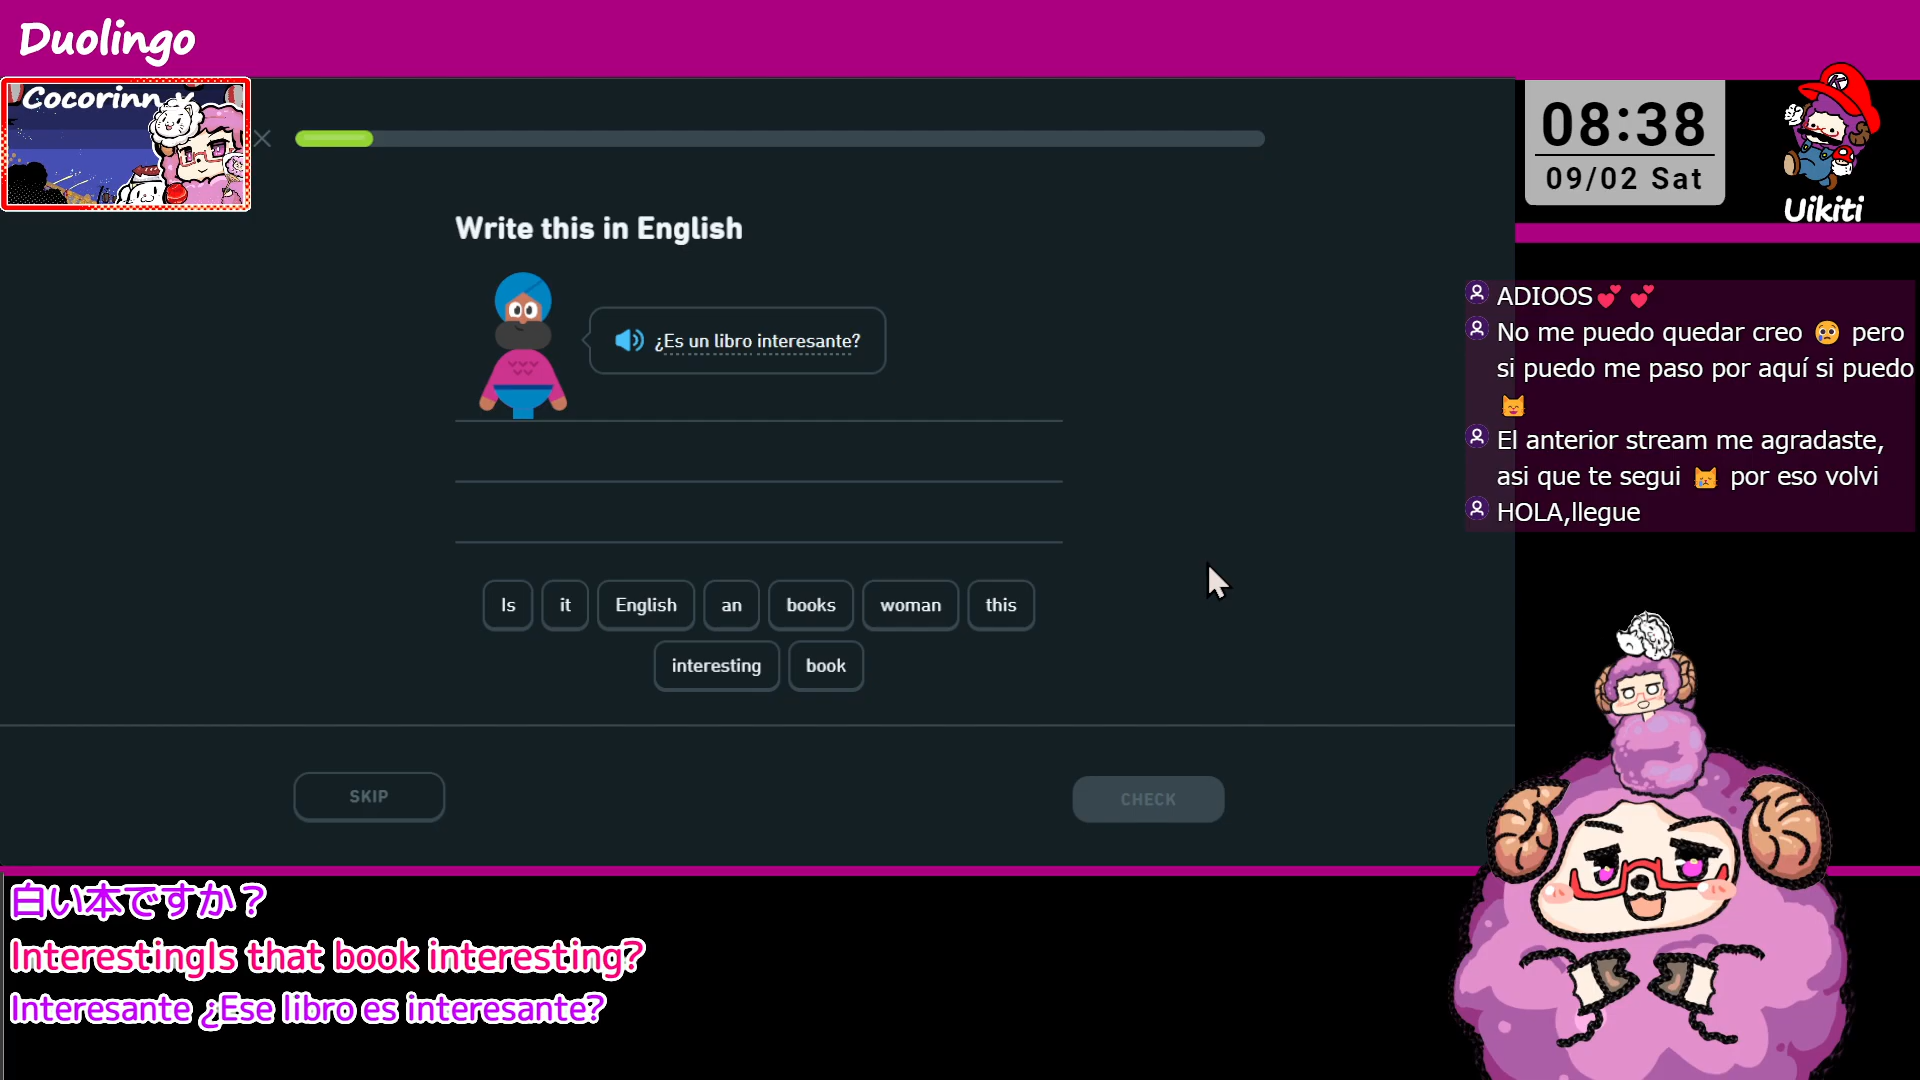 Duolingo
Cocorinn
08:38
09/02 Sat
Uikiti
Write this in English
¿Es un libro interesante?
Is it English an books woman this
interesting book
SKIP
CHECK
ADIOOS💕💕
No me puedo quedar creo 😢 pero
si puedo me paso por aquí si puedo
😺
El anterior stream me agradaste,
asi que te segui 😿 por eso volvi
HOLA,llegue
白い本ですか？
InterestingIs that book interesting?
Interesante ¿Ese libro es interesante?